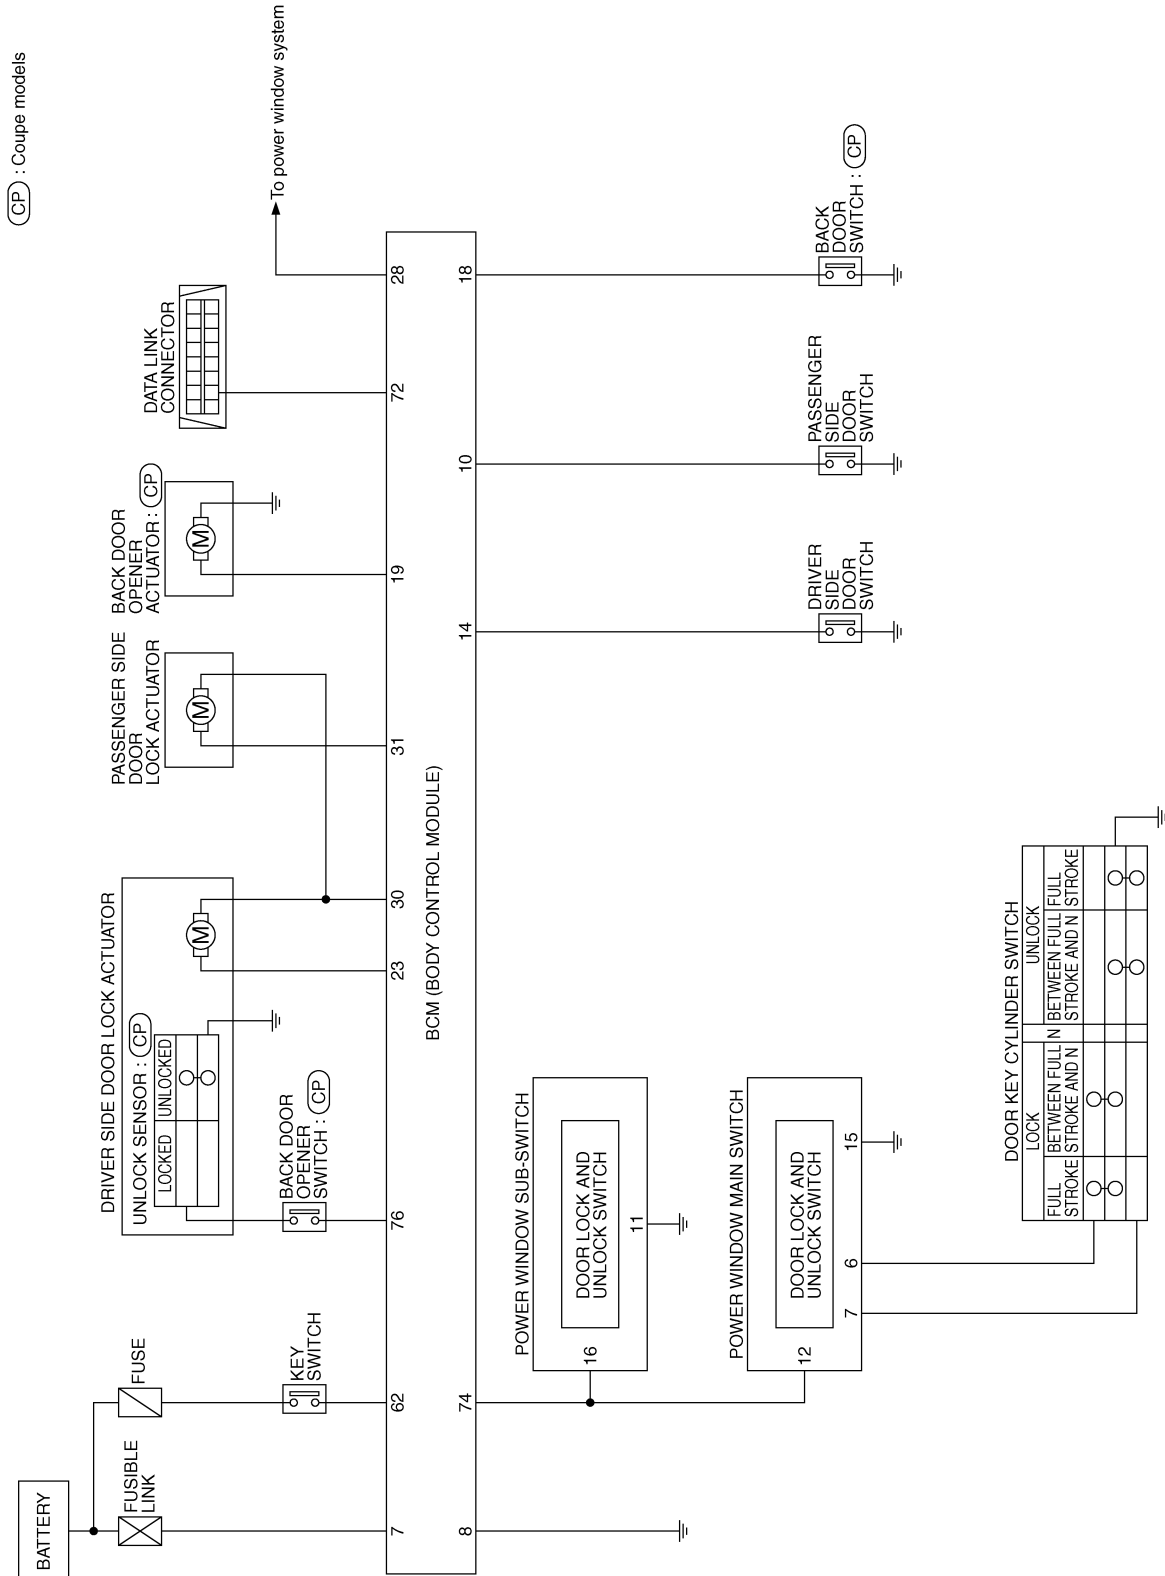 CP : Coupe models
BATTERY
FUSIBLE
LINK
FUSE
KEY
SWITCH
DRIVER SIDE DOOR LOCK ACTUATOR
UNLOCK SENSOR : CP
LOCKED UNLOCKED
M
BACK DOOR
OPENER
SWITCH : CP
PASSENGER SIDE
DOOR
LOCK ACTUATOR
M
BACK DOOR
OPENER
ACTUATOR : CP
M
DATA LINK
CONNECTOR
To power window system
7 62 76 23 30 31 19 72 28
BCM (BODY CONTROL MODULE)
8 74 14 10 18
POWER WINDOW SUB-SWITCH
DOOR LOCK AND
UNLOCK SWITCH
16 11
POWER WINDOW MAIN SWITCH
DOOR LOCK AND
UNLOCK SWITCH
12 7 6 15
DRIVER
SIDE
DOOR
SWITCH
PASSENGER
SIDE
DOOR
SWITCH
BACK
DOOR
SWITCH : CP
DOOR KEY CYLINDER SWITCH
LOCK UNLOCK
FULL
STROKE
BETWEEN FULL
STROKE AND N
N
BETWEEN FULL
STROKE AND N
FULL
STROKE